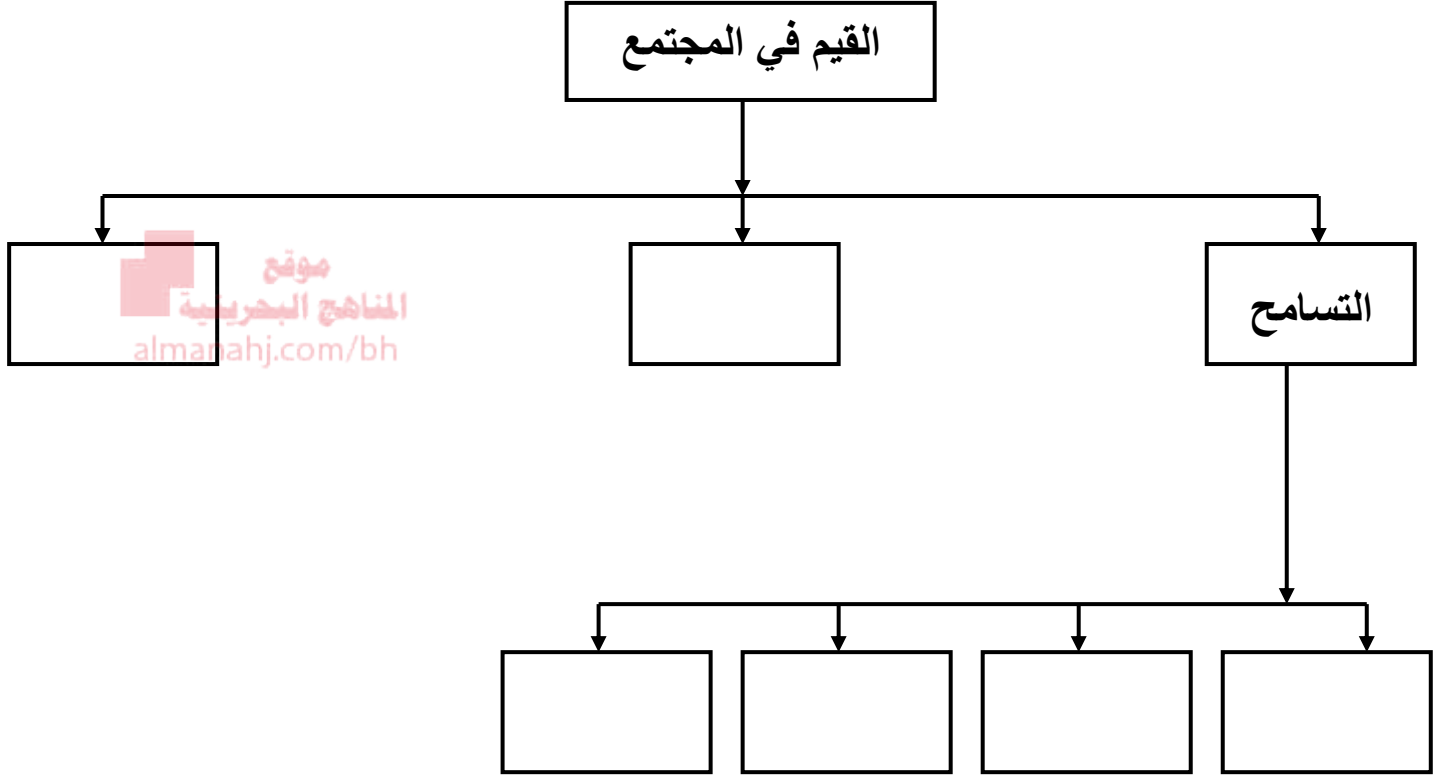 القيم في المجتمع
التسامح
موقع
المناهج البحرينية
almanahj.com/bh